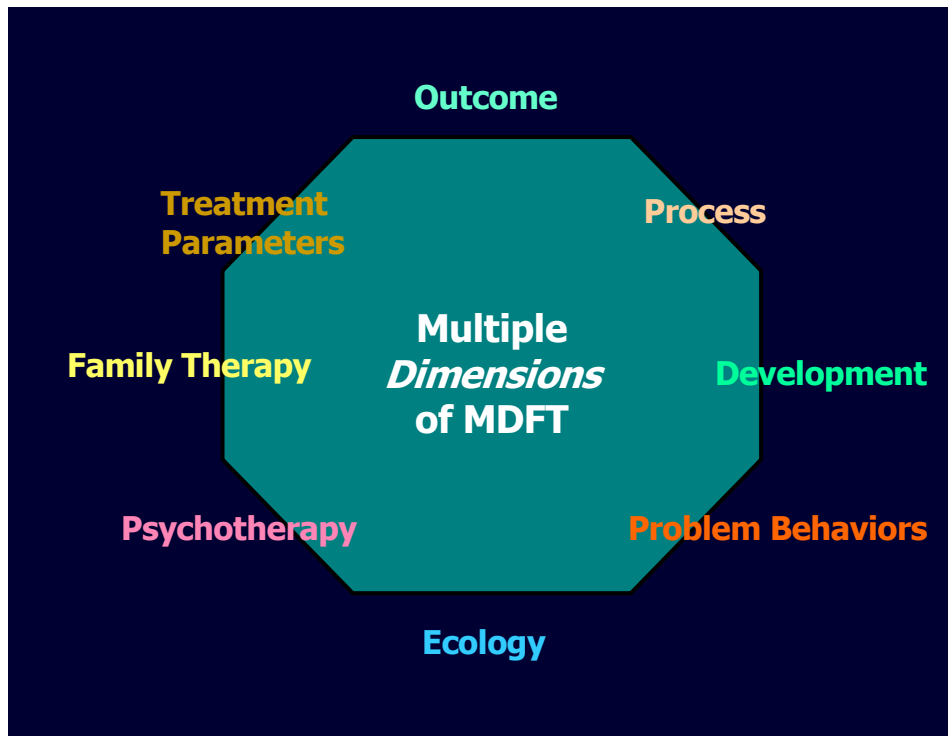 Outcome
Treatment
Parameters
Process
Family Therapy
Multiple
Dimensions
of MDFT
Development
Psychotherapy
Problem Behaviors
Ecology